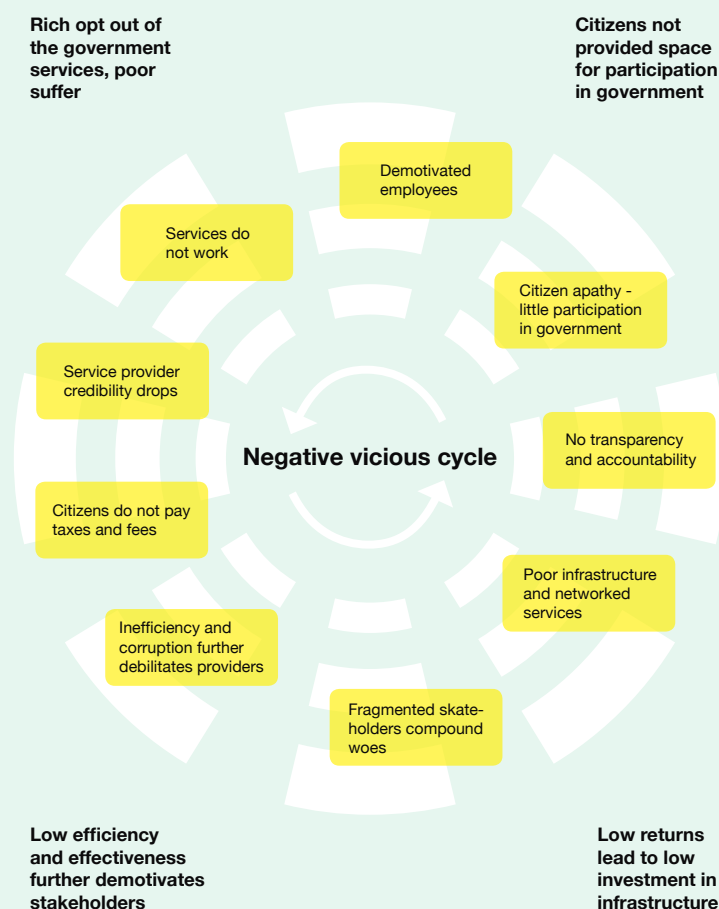 Rich opt out of
the government
services, poor
suffer
Citizens not
provided space
for participation
in government
Demotivated
employees
Services do
not work
Citizen apathy -
little participation
in government
Service provider
credibility drops
No transparency
and accountability
Negative vicious cycle
Citizens do not pay
taxes and fees
Poor infrastructure
and networked
services
Inefficiency and
corruption further
debilitates providers
Fragmented skate-
holders compound
woes
Low efficiency
and effectiveness
further demotivates
stakeholders
Low returns
lead to low
investment in
infrastructure